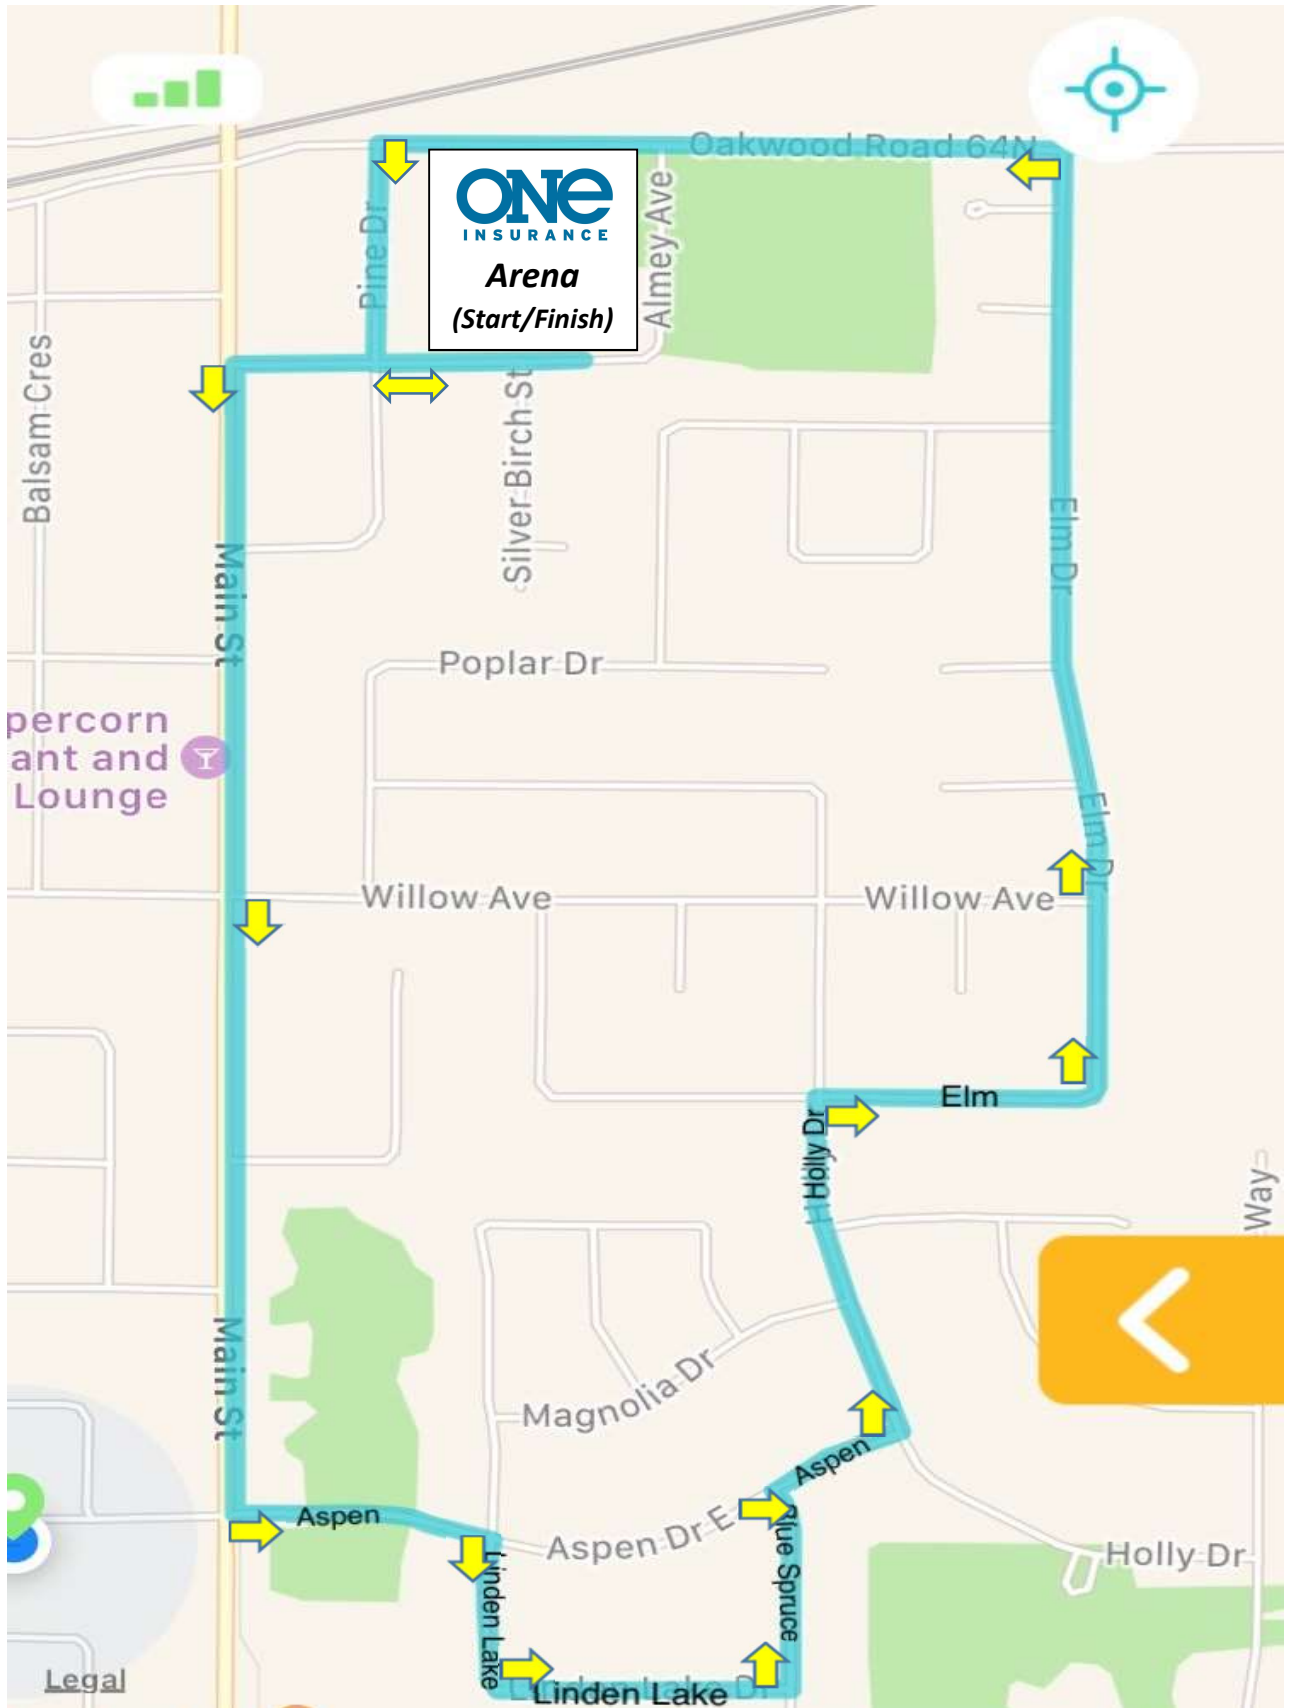 Oakwood Road 64N
ONE
INSURANCE
Arena
(Start/Finish)
Pine Dr
Almey Ave
Balsam Cres
Silver Birch St
Main St
Elm Dr
Poplar Dr
percorn
ant and
Lounge
Elm Dr
Willow Ave
Willow Ave
Elm
Holly Dr
Way
Main St
Magnolia Dr
Aspen
Aspen
Aspen Dr E
Blue Spruce
Holly Dr
Linden Lake
Legal
Linden Lake